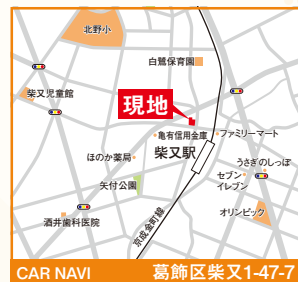 北野小
白鷺保育園
柴又児童館
現地
亀有信用金庫
ファミリーマート
ほのか薬局
柴又駅
うさぎのしっぽ
セブン
イレブン
矢付公園
オリンピック
酒井歯科医院
京成金町線
CAR NAVI 葛飾区柴又1-47-7